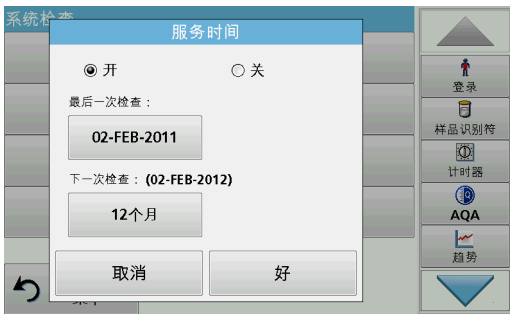 系统检查
服务时间
开
关
最后一次检查：
02-FEB-2011
下一次检查：(02-FEB-2012)
12个月
取消
好
登录
样品识别符
计时器
AQA
趋势